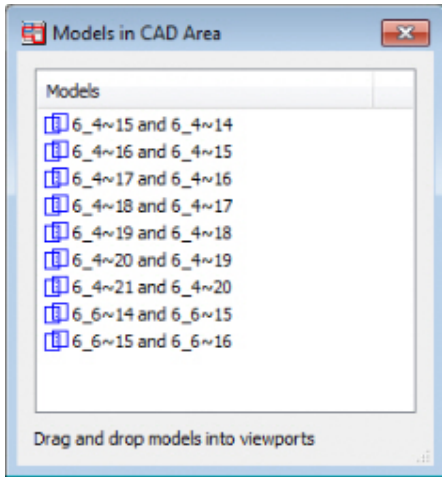 Models in CAD Area
Models
6_4~15 and 6_4~14
6_4~16 and 6_4~15
6_4~17 and 6_4~16
6_4~18 and 6_4~17
6_4~19 and 6_4~18
6_4~20 and 6_4~19
6_4~21 and 6_4~20
6_6~14 and 6_6~15
6_6~15 and 6_6~16
Drag and drop models into viewports